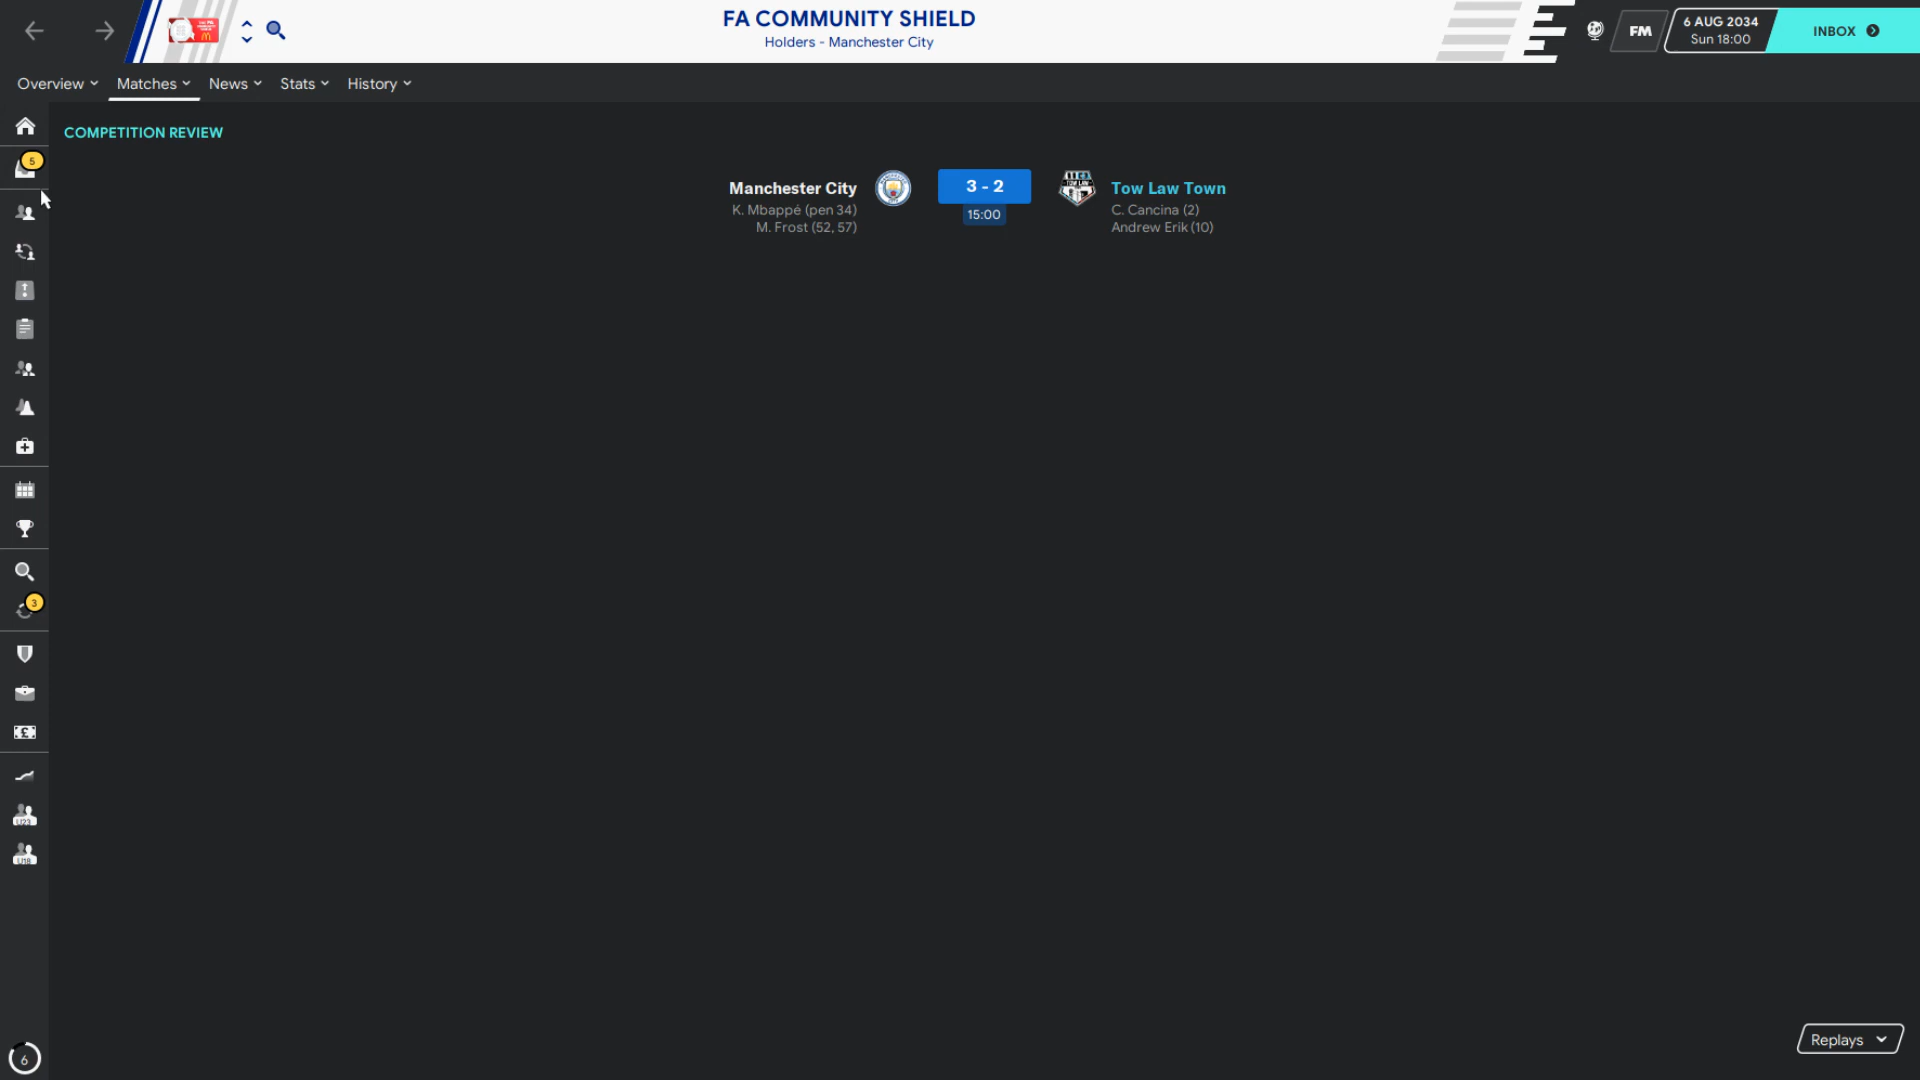 FA COMMUNITY SHIELD
Holders - Manchester City
FM
6 AUG 2034
Sun 18:00
INBOX
Overview
Matches
News
Stats
History
COMPETITION REVIEW
5
Manchester City
3 - 2
Tow Law Town
K. Mbappé (pen 34)
15:00
C. Cancina (2)
M. Frost (52, 57)
Andrew Erik (10)
3
£
U23
U18
6
Replays